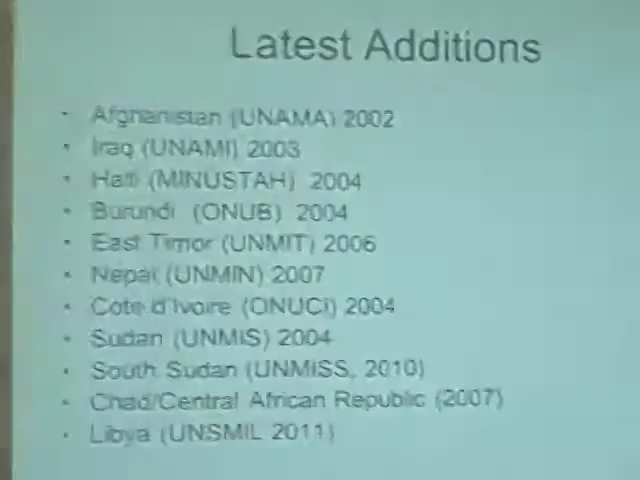 Latest Additions
• Afghanistan (UNAMA) 2002
• Iraq (UNAMI) 2003
• Haiti (MINUSTAH) 2004
• Burundi (ONUB) 2004
• East Timor (UNMIT) 2006
• Nepal (UNMIN) 2007
• Cote d'Ivoire (ONUCI) 2004
• Sudan (UNMIS) 2004
• South Sudan (UNMISS, 2010)
• Chad/Central African Republic (2007)
• Libya (UNSMIL 2011)